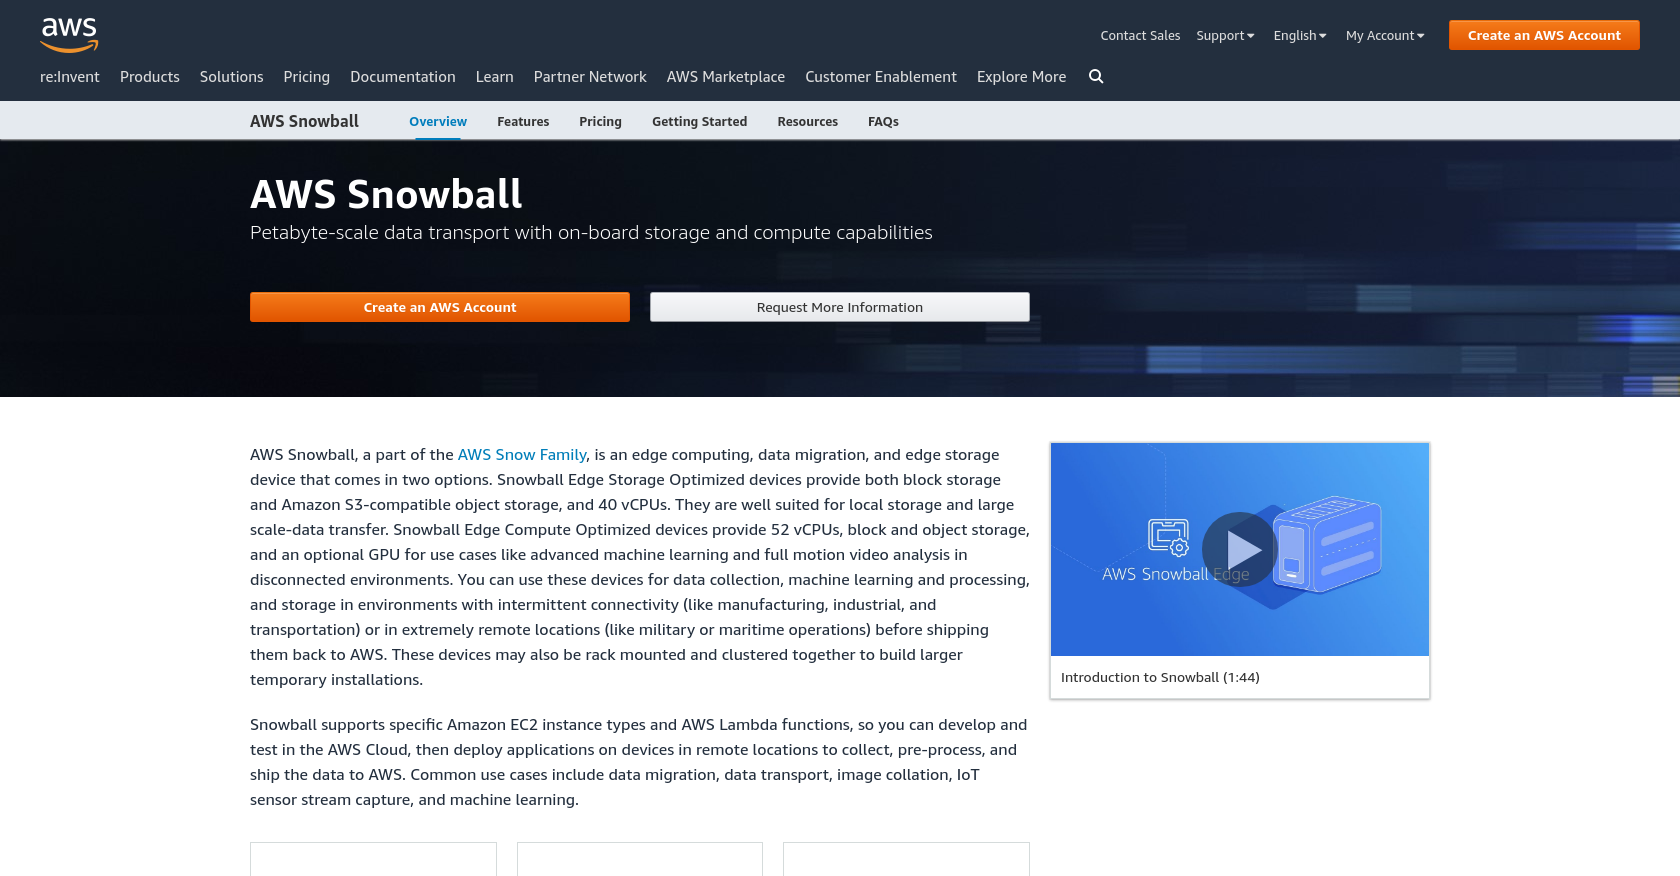 aws
Contact Sales Support English My Account Create an AWS Account
re:Invent Products Solutions Pricing Documentation Learn Partner Network AWS Marketplace Customer Enablement Explore More
AWS Snowball Overview Features Pricing Getting Started Resources FAQs
AWS Snowball
Petabyte-scale data transport with on-board storage and compute capabilities
Create an AWS Account Request More Information
AWS Snowball, a part of the AWS Snow Family, is an edge computing, data migration, and edge storage
device that comes in two options. Snowball Edge Storage Optimized devices provide both block storage
and Amazon S3-compatible object storage, and 40 vCPUs. They are well suited for local storage and large
scale-data transfer. Snowball Edge Compute Optimized devices provide 52 vCPUs, block and object storage,
and an optional GPU for use cases like advanced machine learning and full motion video analysis in
disconnected environments. You can use these devices for data collection, machine learning and processing,
and storage in environments with intermittent connectivity (like manufacturing, industrial, and
transportation) or in extremely remote locations (like military or maritime operations) before shipping
them back to AWS. These devices may also be rack mounted and clustered together to build larger
temporary installations.
Snowball supports specific Amazon EC2 instance types and AWS Lambda functions, so you can develop and
test in the AWS Cloud, then deploy applications on devices in remote locations to collect, pre-process, and
ship the data to AWS. Common use cases include data migration, data transport, image collation, IoT
sensor stream capture, and machine learning.
AWS Snowball Edge
Introduction to Snowball (1:44)